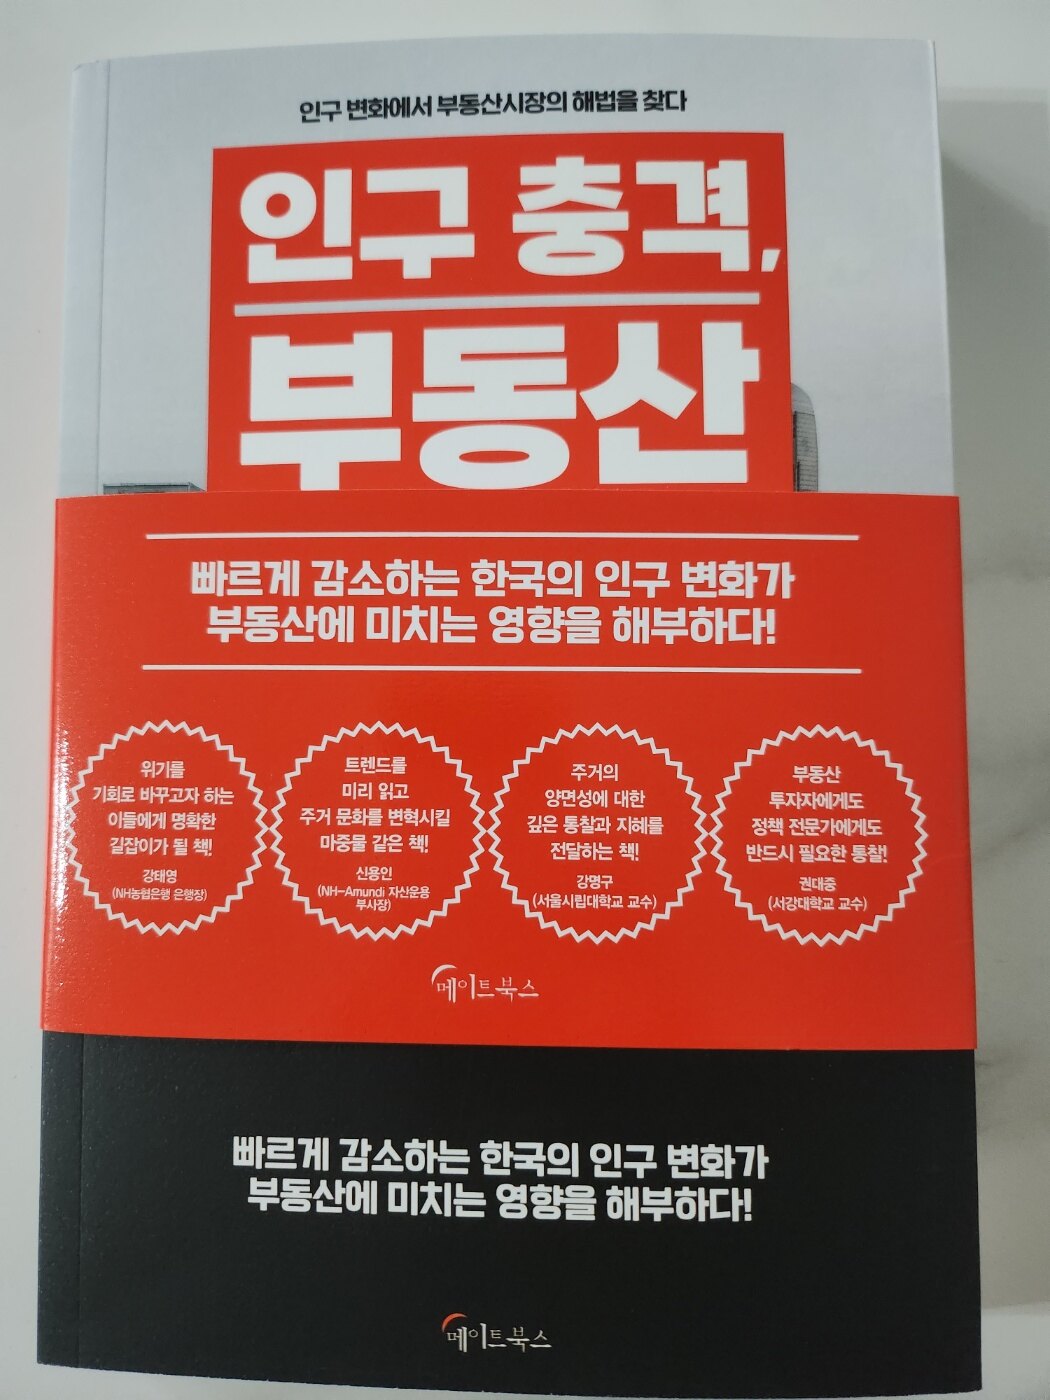 인구 변화에서 부동산시장의 해법을 찾다
인구 충격,
부동산
빠르게 감소하는 한국의 인구 변화가
부동산에 미치는 영향을 해부하다!
위기를
기회로 바꾸고자 하는
이들에게 명확한
길잡이가 될 책!
강태영
(NH농협은행 은행장)
트렌드를
미리 읽고
주거 문화를 변혁시킬
마중물 같은 책!
신용인
(NH-Amundi 자산운용
부사장)
주거의
양면성에 대한
깊은 통찰과 지혜를
전달하는 책!
강명구
(서울시립대학교 교수)
부동산
투자자에게도
정책 전문가에게도
반드시 필요한 통찰!
권대중
(서강대학교 교수)
메이트북스
빠르게 감소하는 한국의 인구 변화가
부동산에 미치는 영향을 해부하다!
메이트북스